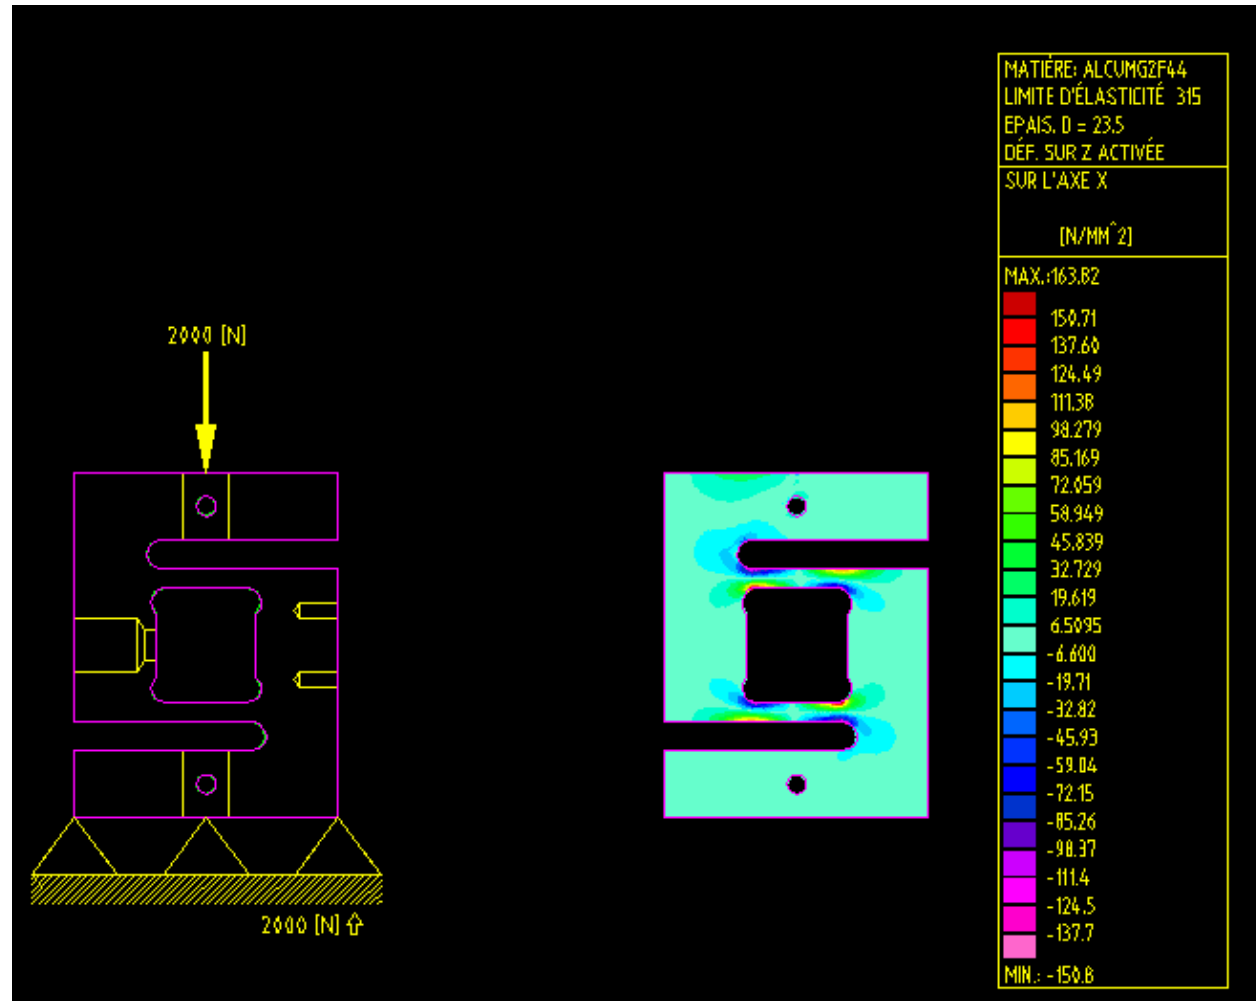 MATIÈRE: ALCUMG2F44
LIMITE D'ÉLASTICITÉ 315
EPAIS. D = 23.5
DÉF. SUR Z ACTIVÉE
SUR L'AXE X
[N/MM^2]
MAX.:163.82
150.71
137.60
124.49
111.38
98.279
85.169
72.059
58.949
45.839
32.729
19.619
6.5095
-6.600
-19.71
-32.82
-45.93
-59.04
-72.15
-85.26
-98.37
-111.4
-124.5
-137.7
MIN.: -150.8
2000 [N]
2000 [N]